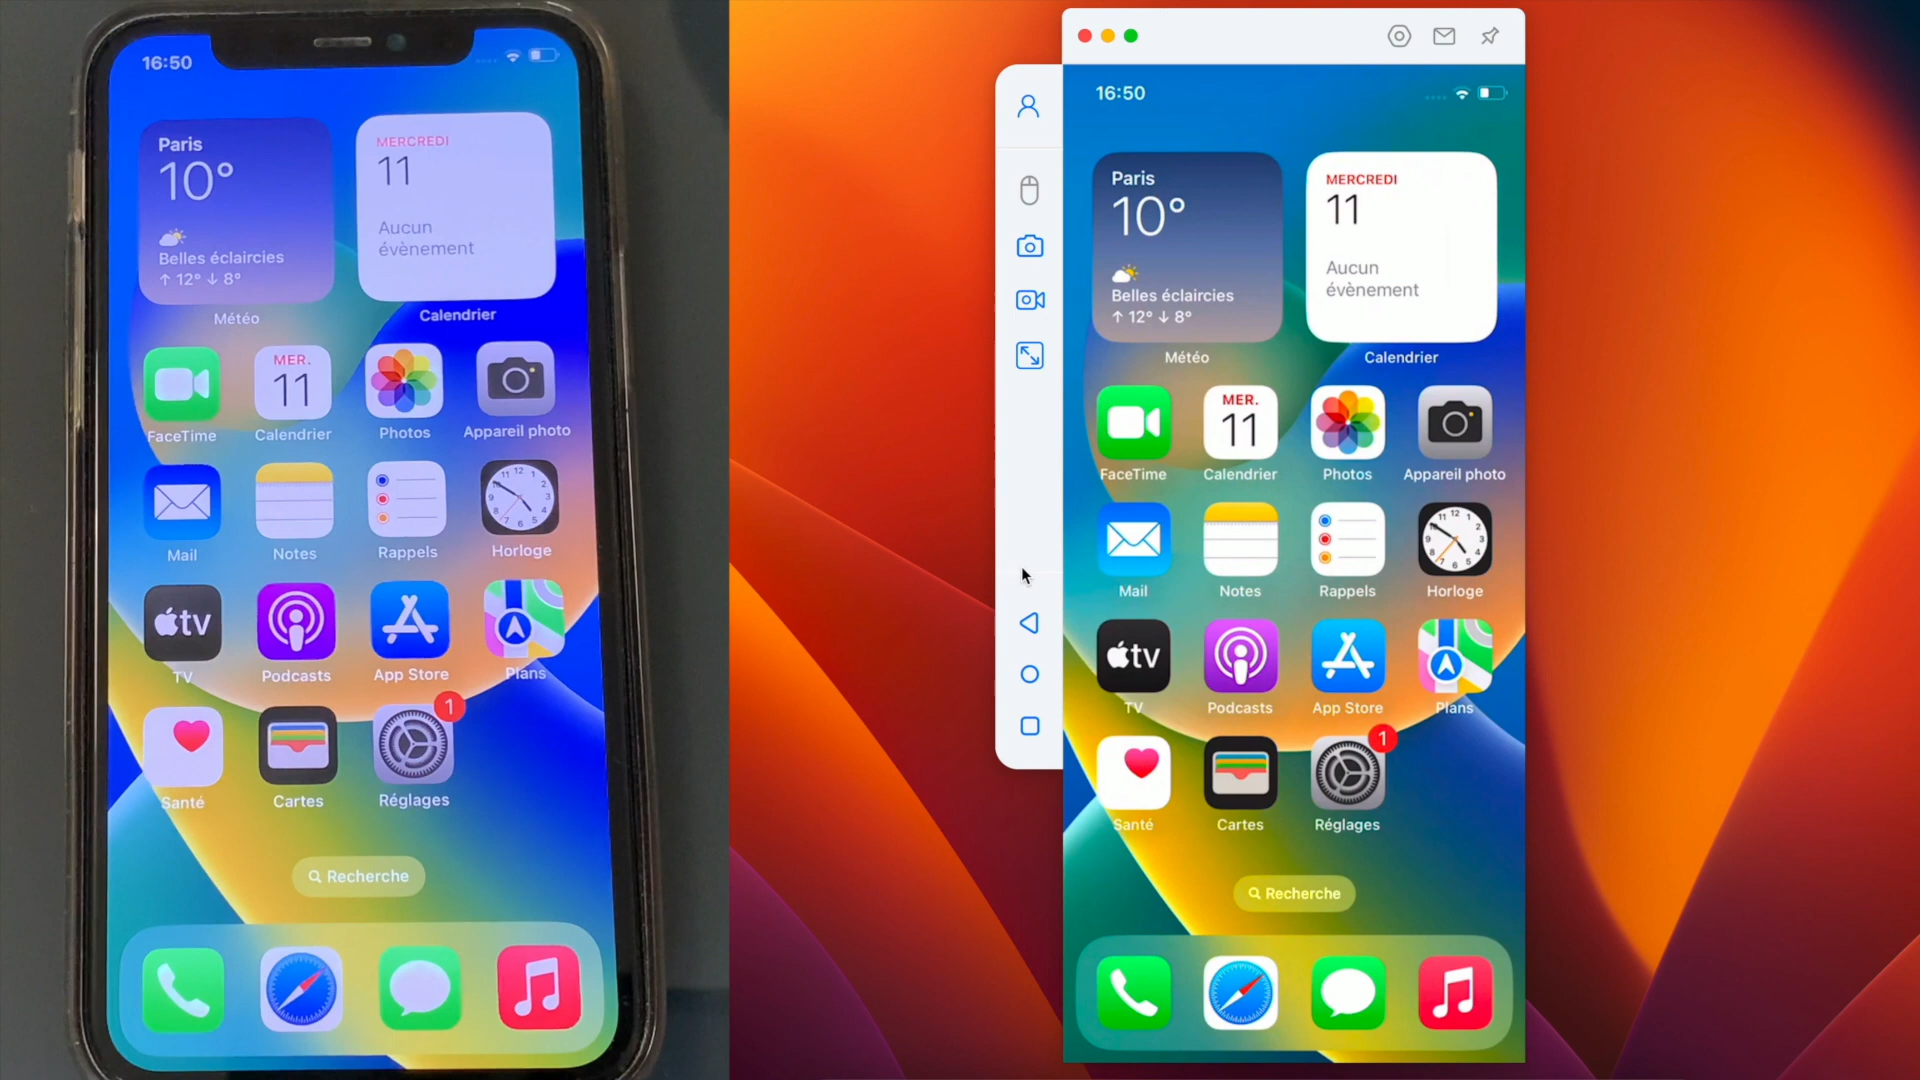 16:50
Paris
10°
Belles éclaircies
↑ 12° ↓ 8°
Météo
MERCREDI
11
Aucun
évènement
Calendrier
FaceTime
MER.
11
Calendrier
Photos
Appareil photo
Mail
Notes
Rappels
Horloge
tv
TV
Podcasts
App Store
Plans
Santé
Cartes
1
Réglages
Recherche
16:50
Paris
10°
Belles éclaircies
↑ 12° ↓ 8°
Météo
MERCREDI
11
Aucun
évènement
Calendrier
FaceTime
MER.
11
Calendrier
Photos
Appareil photo
Mail
Notes
Rappels
Horloge
tv
TV
Podcasts
App Store
Plans
Santé
Cartes
1
Réglages
Recherche